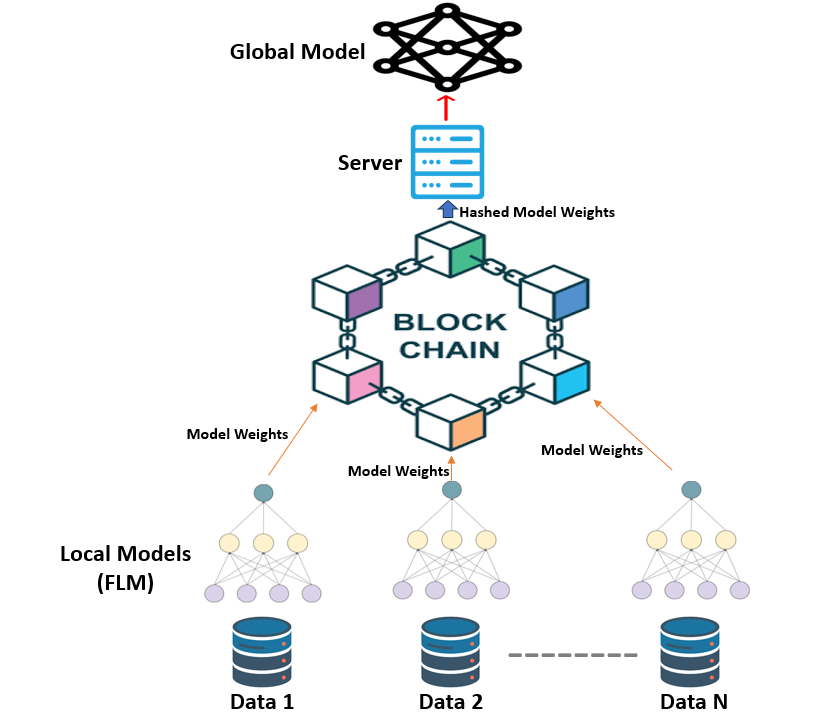 Global Model
Server
Hashed Model Weights
BLOCK
CHAIN
Model Weights
Model Weights
Model Weights
Local Models
(FLM)
Data 1
Data 2
Data N